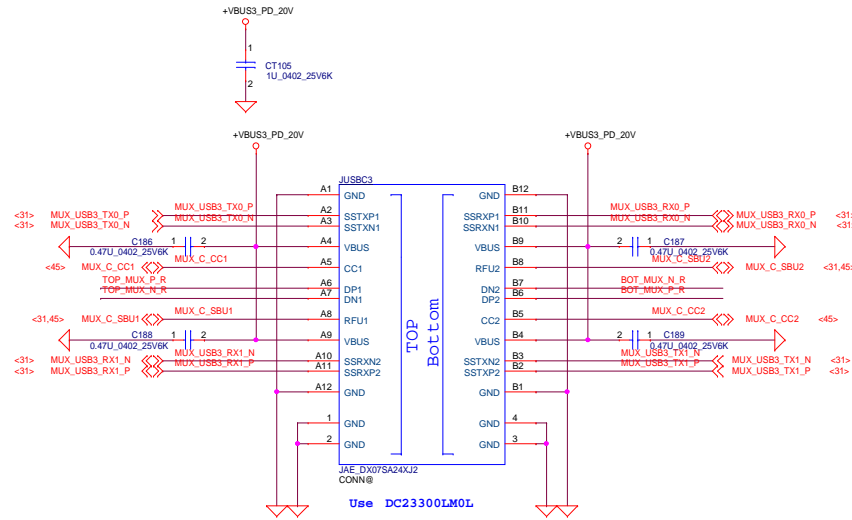 +VBUS3_PD_20V
1
CT105
1U_0402_25V6K
2
+VBUS3_PD_20V
+VBUS3_PD_20V
JUSBC3
A1 GND GND B12
<31> MUX_USB3_TX0_P MUX_USB3_TX0_P A2 SSTXP1 SSRXP1 B11 MUX_USB3_RX0_P MUX_USB3_RX0_P <31>
<31> MUX_USB3_TX0_N MUX_USB3_TX0_N A3 SSTXN1 SSRXN1 B10 MUX_USB3_RX0_N MUX_USB3_RX0_N <31>
C186 1 2 A4 VBUS VBUS B9 2 1 C187
0.47U_0402_25V6K 0.47U_0402_25V6K
<45> MUX_C_CC1 MUX_C_CC1 A5 CC1 RFU2 B8 MUX_C_SBU2 MUX_C_SBU2 <31,45>
TOP_MUX_P_R A6 DP1 DN2 B7 BOT_MUX_N_R
TOP_MUX_N_R A7 DN1 DP2 B6 BOT_MUX_P_R
<31,45> MUX_C_SBU1 MUX_C_SBU1 A8 RFU1 CC2 B5 MUX_C_CC2 MUX_C_CC2 <45>
C188 1 2 A9 VBUS VBUS B4 2 1 C189
0.47U_0402_25V6K 0.47U_0402_25V6K
<31> MUX_USB3_RX1_N MUX_USB3_RX1_N A10 SSRXN2 SSTXN2 B3 MUX_USB3_TX1_N MUX_USB3_TX1_N <31>
<31> MUX_USB3_RX1_P MUX_USB3_RX1_P A11 SSRXP2 SSTXP2 B2 MUX_USB3_TX1_P MUX_USB3_TX1_P <31>
A12 GND GND B1
TOP
Bottom
1 GND GND 4
2 GND GND 3
JAE_DX07SA24XJ2
CONN@
Use DC23300LM0L